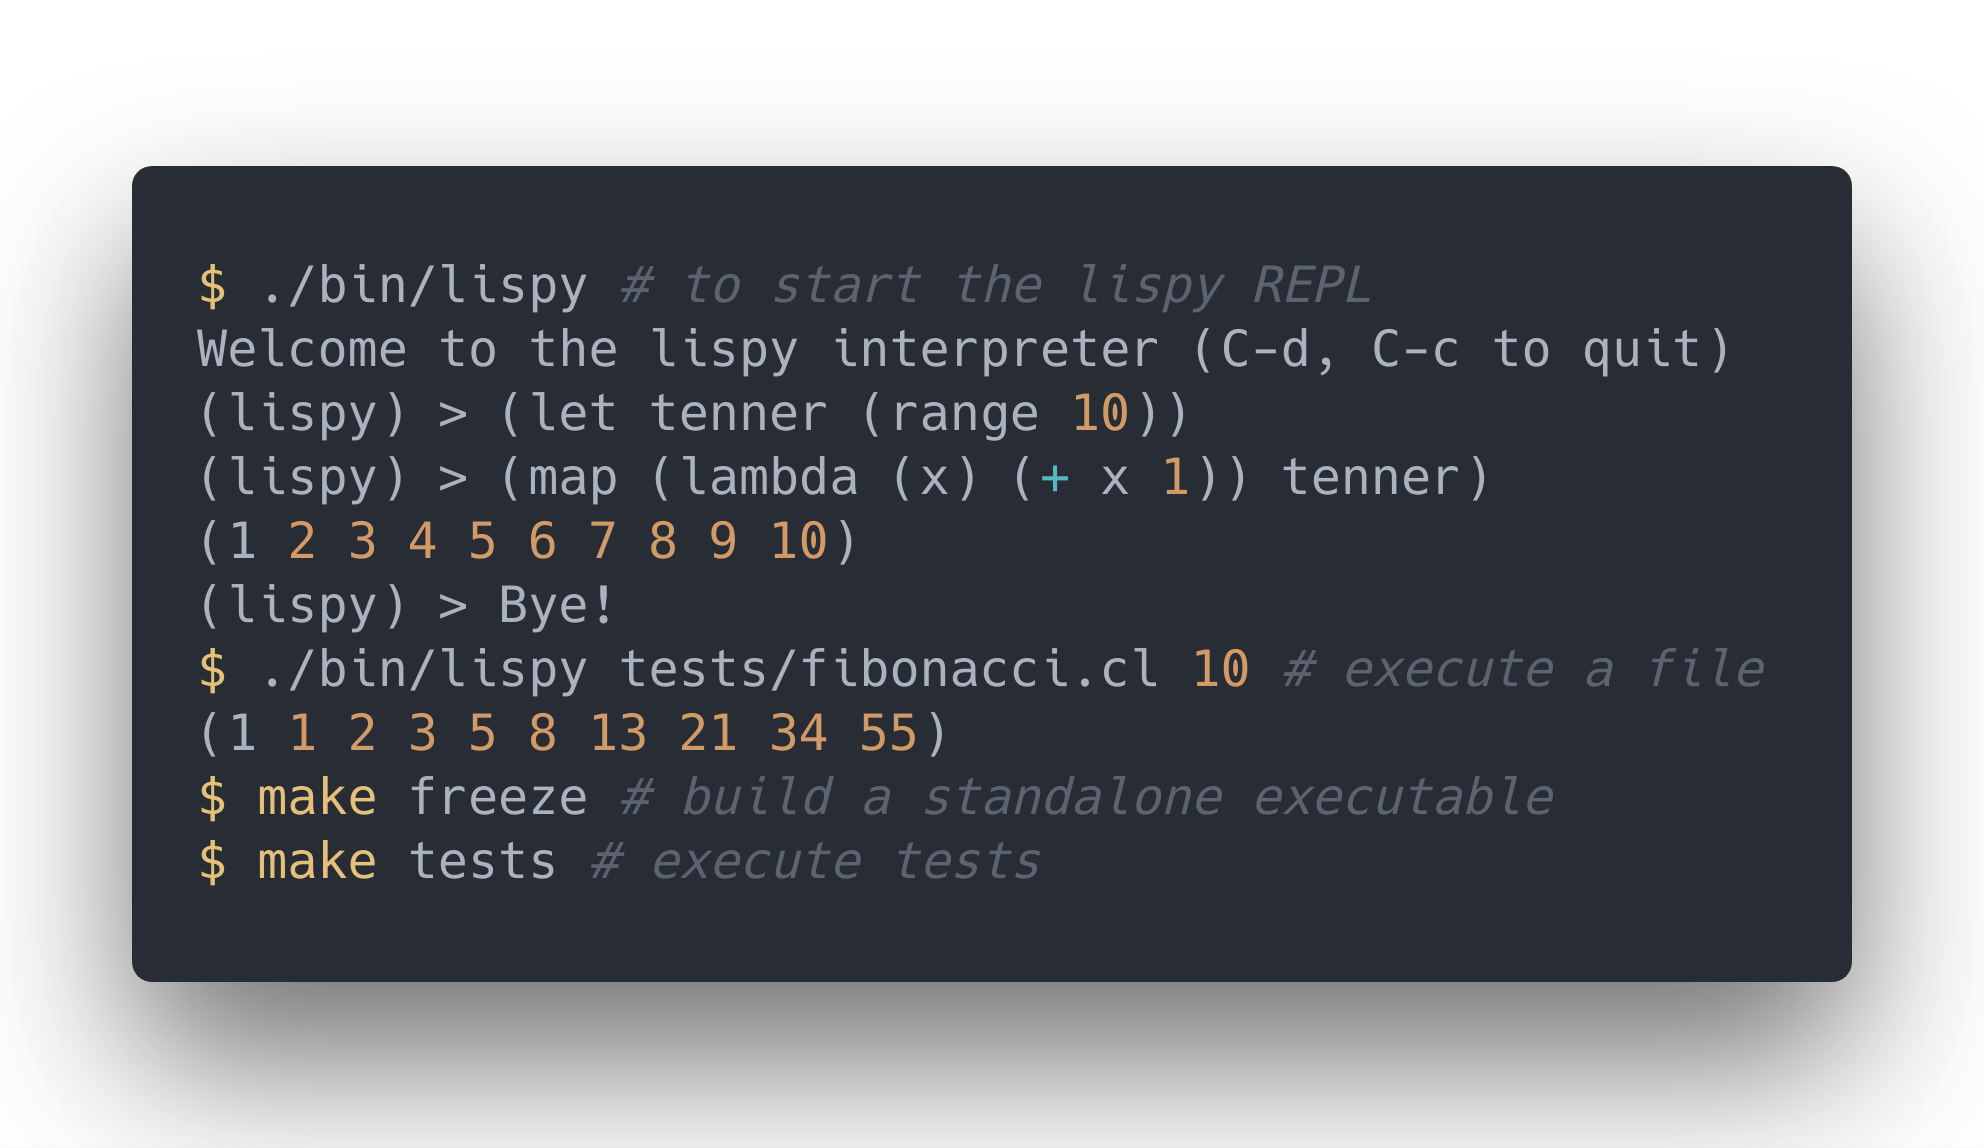 $ ./bin/lispy # to start the lispy REPL
Welcome to the lispy interpreter (C-d, C-c to quit)
(lispy) > (let tenner (range 10))
(lispy) > (map (lambda (x) (+ x 1)) tenner)
(1 2 3 4 5 6 7 8 9 10)
(lispy) > Bye!
$ ./bin/lispy tests/fibonacci.cl 10 # execute a file
(1 1 2 3 5 8 13 21 34 55)
$ make freeze # build a standalone executable
$ make tests # execute tests